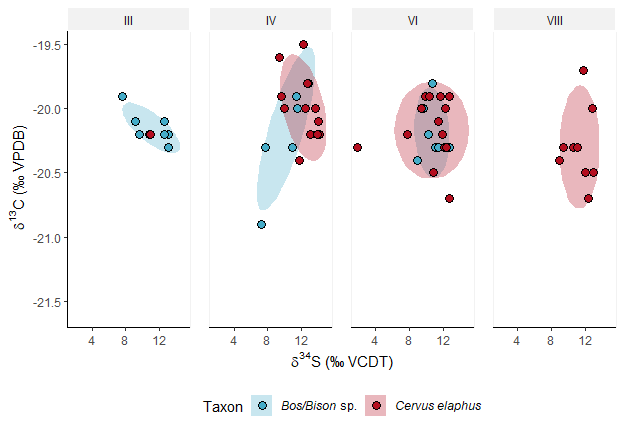 III IV VI VIII
-19.5
-20.0
-20.5
-21.0
-21.5
δ¹³C (‰ VPDB)
4 8 12 4 8 12 4 8 12 4 8 12
δ³⁴S (‰ VCDT)
Taxon Bos/Bison sp. Cervus elaphus